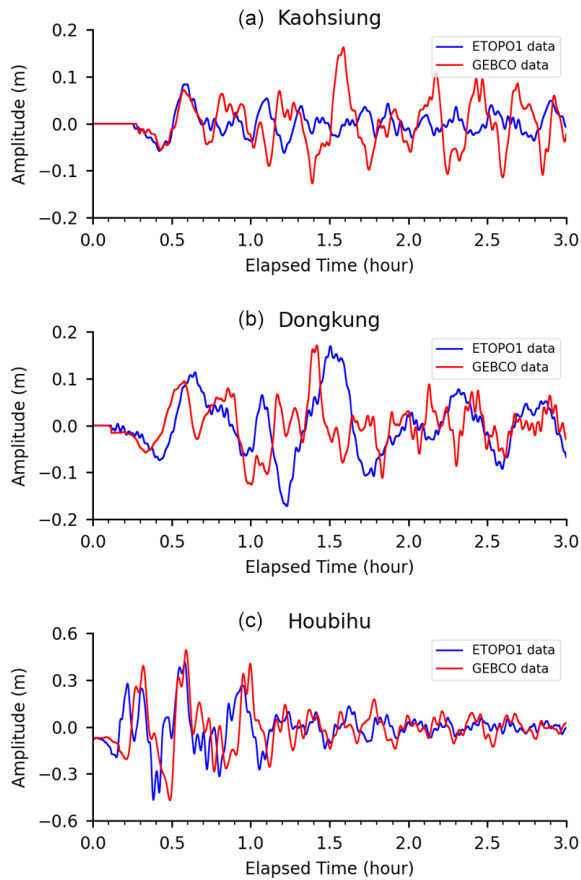 (a) Kaohsiung
0.2
0.1
0.0
−0.1
−0.2
Amplitude (m)
ETOPO1 data
GEBCO data
0.0 0.5 1.0 1.5 2.0 2.5 3.0
Elapsed Time (hour)
(b) Dongkung
0.2
0.1
0.0
−0.1
−0.2
Amplitude (m)
ETOPO1 data
GEBCO data
0.0 0.5 1.0 1.5 2.0 2.5 3.0
Elapsed Time (hour)
(c) Houbihu
0.6
0.3
0.0
−0.3
−0.6
Amplitude (m)
ETOPO1 data
GEBCO data
0.0 0.5 1.0 1.5 2.0 2.5 3.0
Elapsed Time (hour)